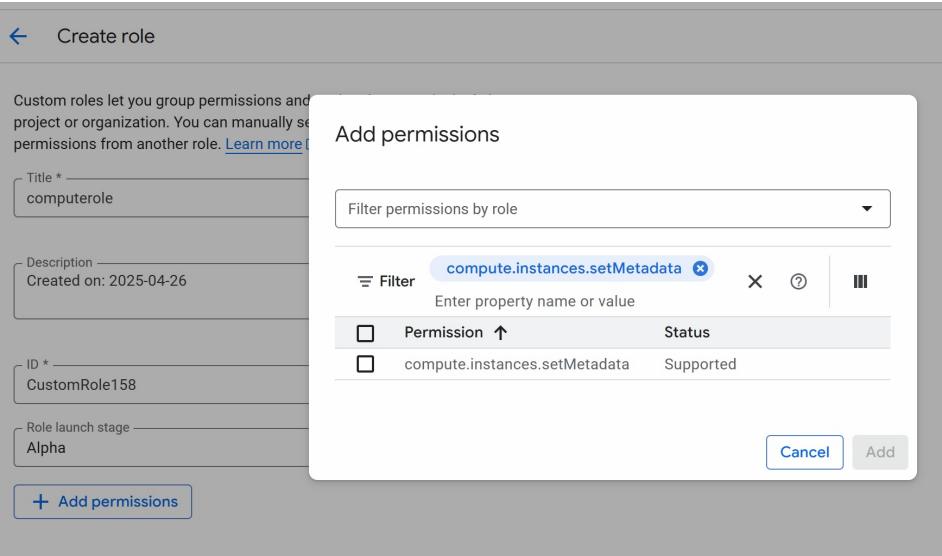 Create role
Custom roles let you group permissions and
project or organization. You can manually se
permissions from another role. Learn more
Title *
computerole
Description
Created on: 2025-04-26
ID *
CustomRole158
Role launch stage
Alpha
+ Add permissions
Add permissions
Filter permissions by role
Filter
compute.instances.setMetadata
Enter property name or value
Permission Status
compute.instances.setMetadata Supported
Cancel Add